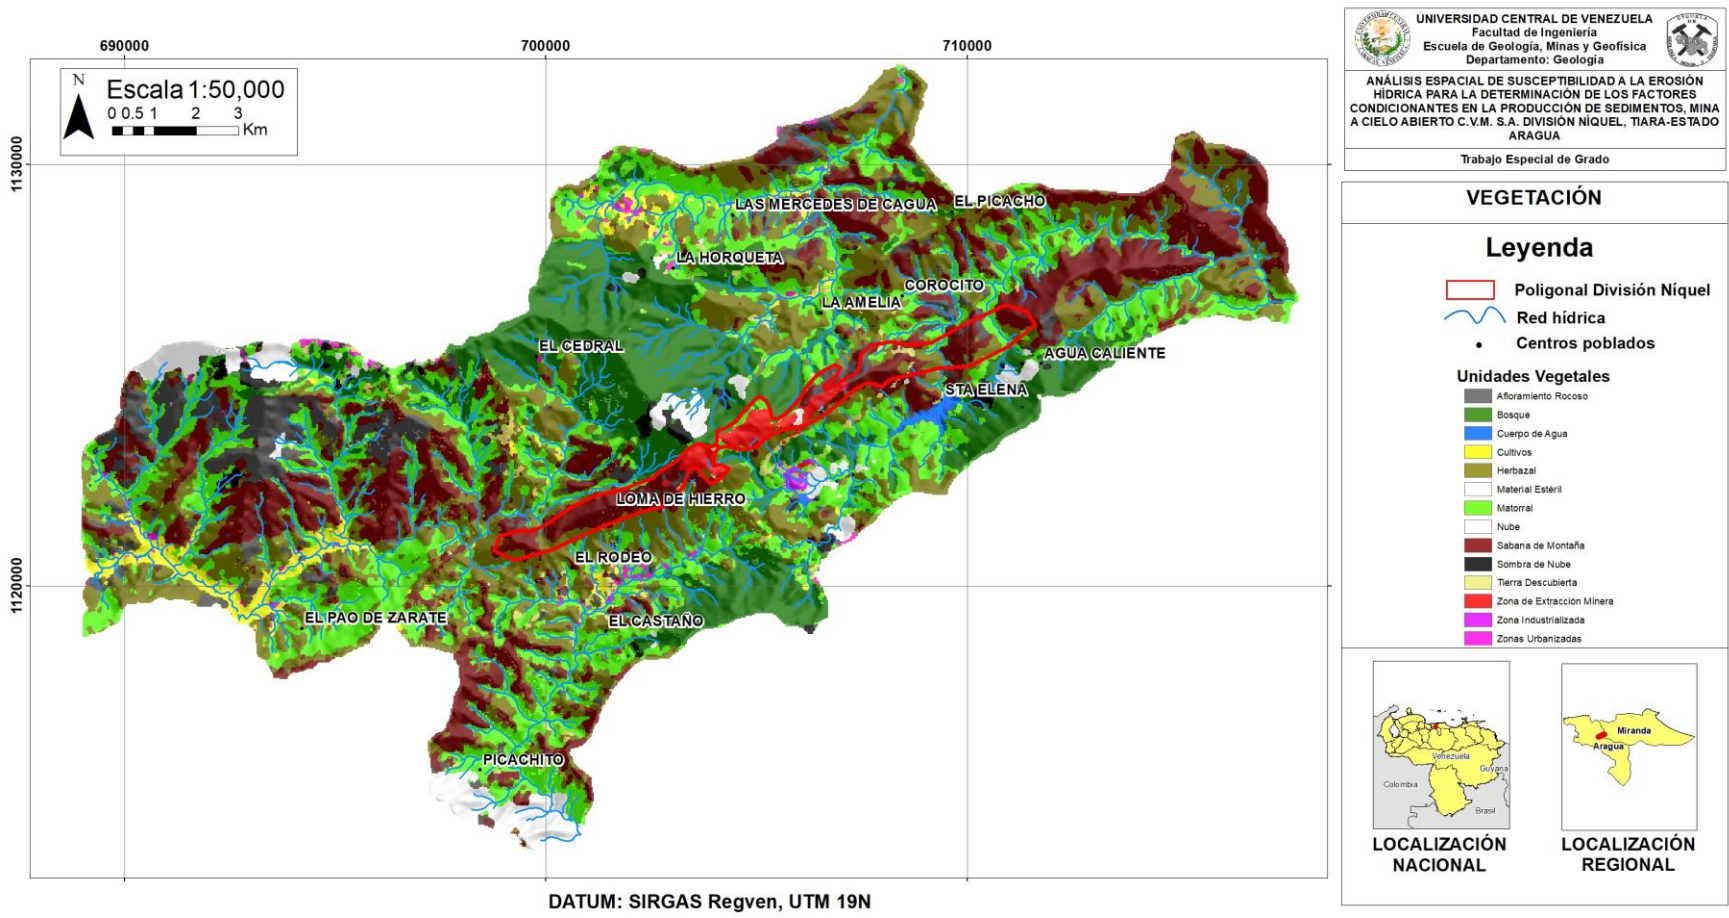 690000
700000
710000
1130000
1120000
N
Escala 1:50,000
0 0.5 1 2 3
Km
LAS MERCEDES DE CAGUA
EL PICACHO
LA HORQUETA
COROCITO
LA AMELIA
EL CEDRAL
AGUA CALIENTE
STA ELENA
LOMA DE HIERRO
EL RODEO
EL PAO DE ZARATE
EL CASTAÑO
PICACHITO
DATUM: SIRGAS Regven, UTM 19N
UNIVERSIDAD CENTRAL DE VENEZUELA
Facultad de Ingeniería
Escuela de Geología, Minas y Geofísica
Departamento: Geología
ANÁLISIS ESPACIAL DE SUSCEPTIBILIDAD A LA EROSIÓN
HÍDRICA PARA LA DETERMINACIÓN DE LOS FACTORES
CONDICIONANTES EN LA PRODUCCIÓN DE SEDIMENTOS, MINA
A CIELO ABIERTO C.V.M. S.A. DIVISIÓN NÍQUEL, TIARA-ESTADO
ARAGUA
Trabajo Especial de Grado
VEGETACIÓN
Leyenda
Poligonal División Níquel
Red hídrica
Centros poblados
Unidades Vegetales
Afloramiento Rocoso
Bosque
Cuerpo de Agua
Cultivos
Herbazal
Material Estéril
Matorral
Nube
Sabana de Montaña
Sombra de Nube
Tierra Descubierta
Zona de Extracción Minera
Zona Industrializada
Zonas Urbanizadas
Venezuela
Guyana
Colombia
Brasil
LOCALIZACIÓN
NACIONAL
Miranda
Aragua
LOCALIZACIÓN
REGIONAL